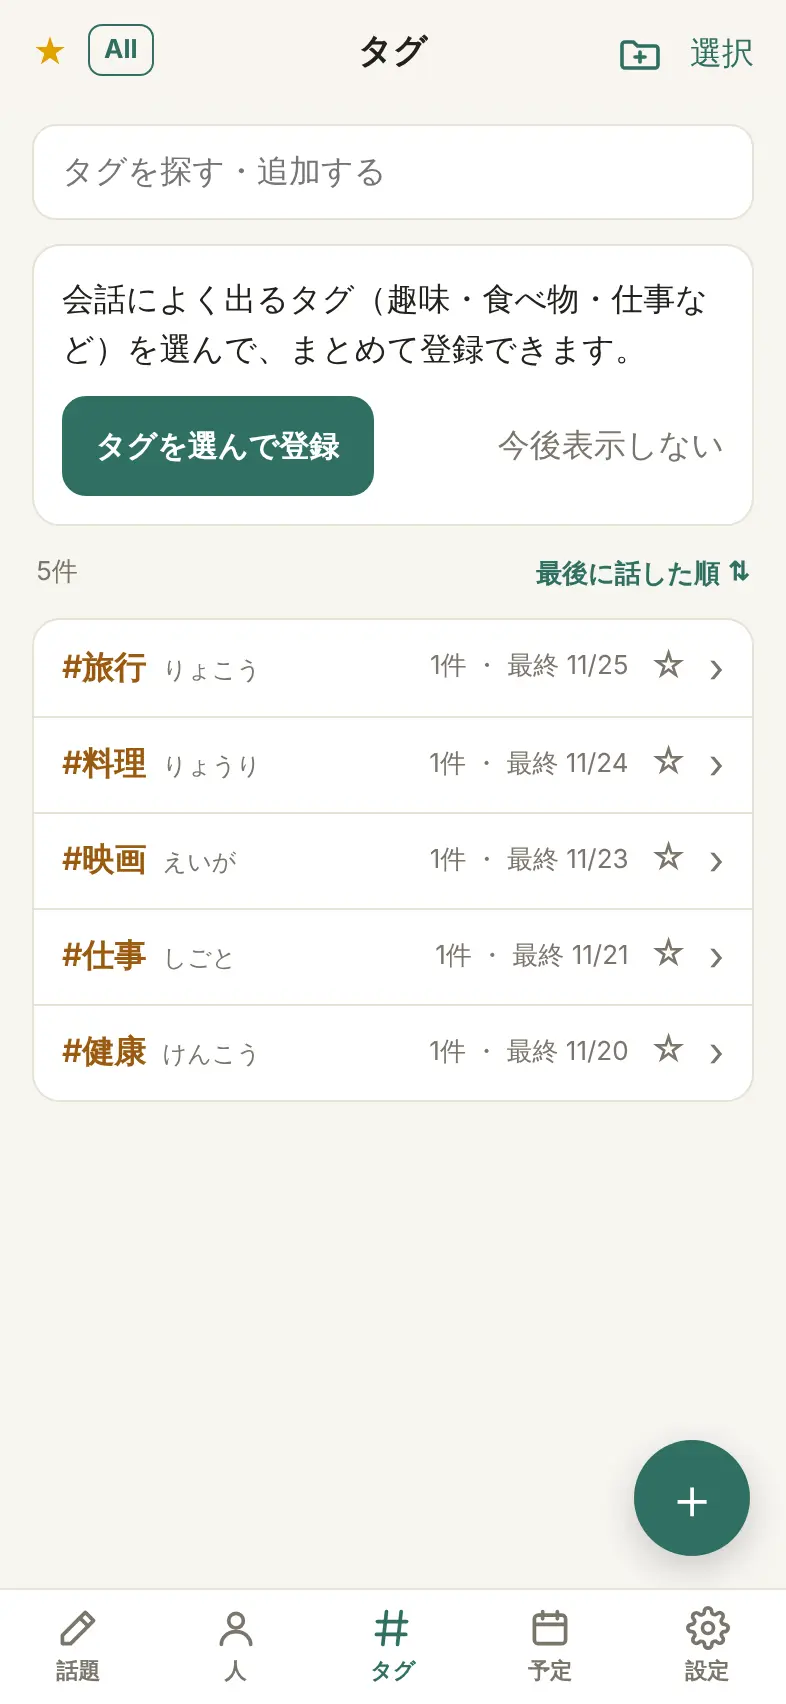 ★ All タグ 選択
タグを探す・追加する
会話によく出るタグ（趣味・食べ物・仕事な
ど）を選んで、まとめて登録できます。
タグを選んで登録 今後表示しない
5件 最後に話した順 ⇅
#旅行 りょこう 1件 ・ 最終 11/25 ☆ ›
#料理 りょうり 1件 ・ 最終 11/24 ☆ ›
#映画 えいが 1件 ・ 最終 11/23 ☆ ›
#仕事 しごと 1件 ・ 最終 11/21 ☆ ›
#健康 けんこう 1件 ・ 最終 11/20 ☆ ›
+
話題 人 タグ 予定 設定